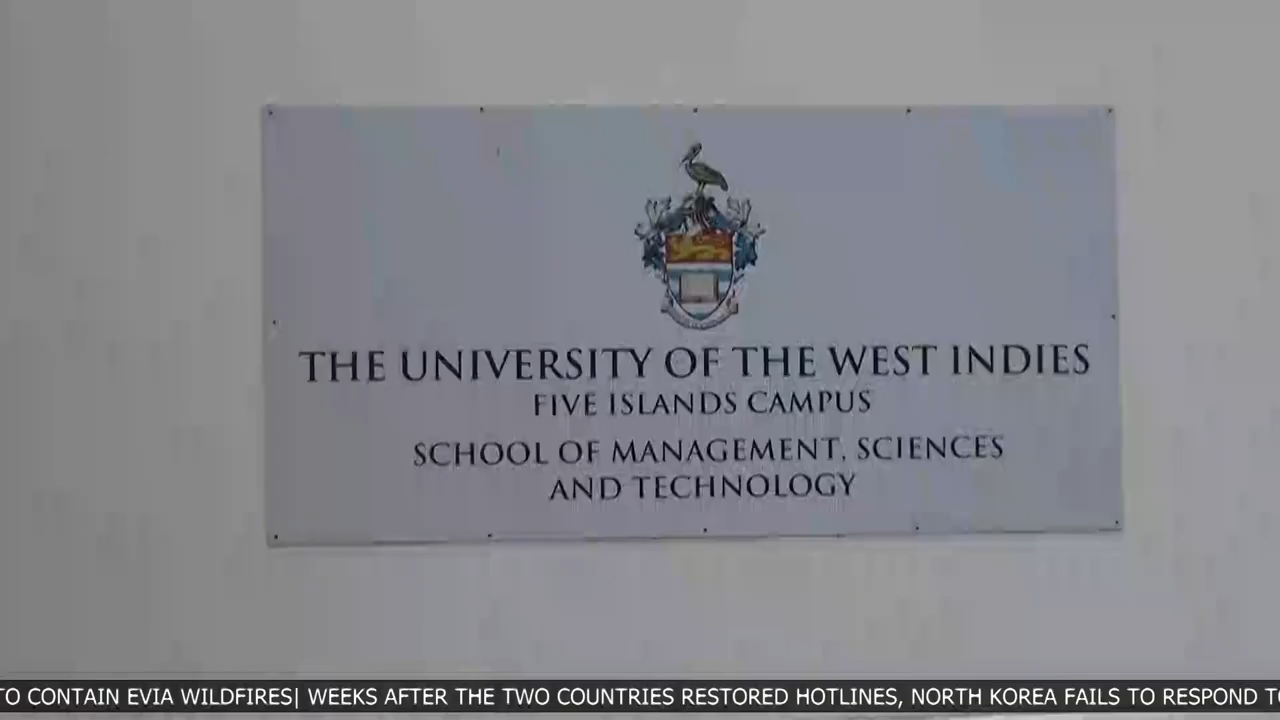 THE UNIVERSITY OF THE WEST INDIES
FIVE ISLANDS CAMPUS
SCHOOL OF MANAGEMENT, SCIENCES
AND TECHNOLOGY
TO CONTAIN EVIA WILDFIRES| WEEKS AFTER THE TWO COUNTRIES RESTORED HOTLINES, NORTH KOREA FAILS TO RESPOND